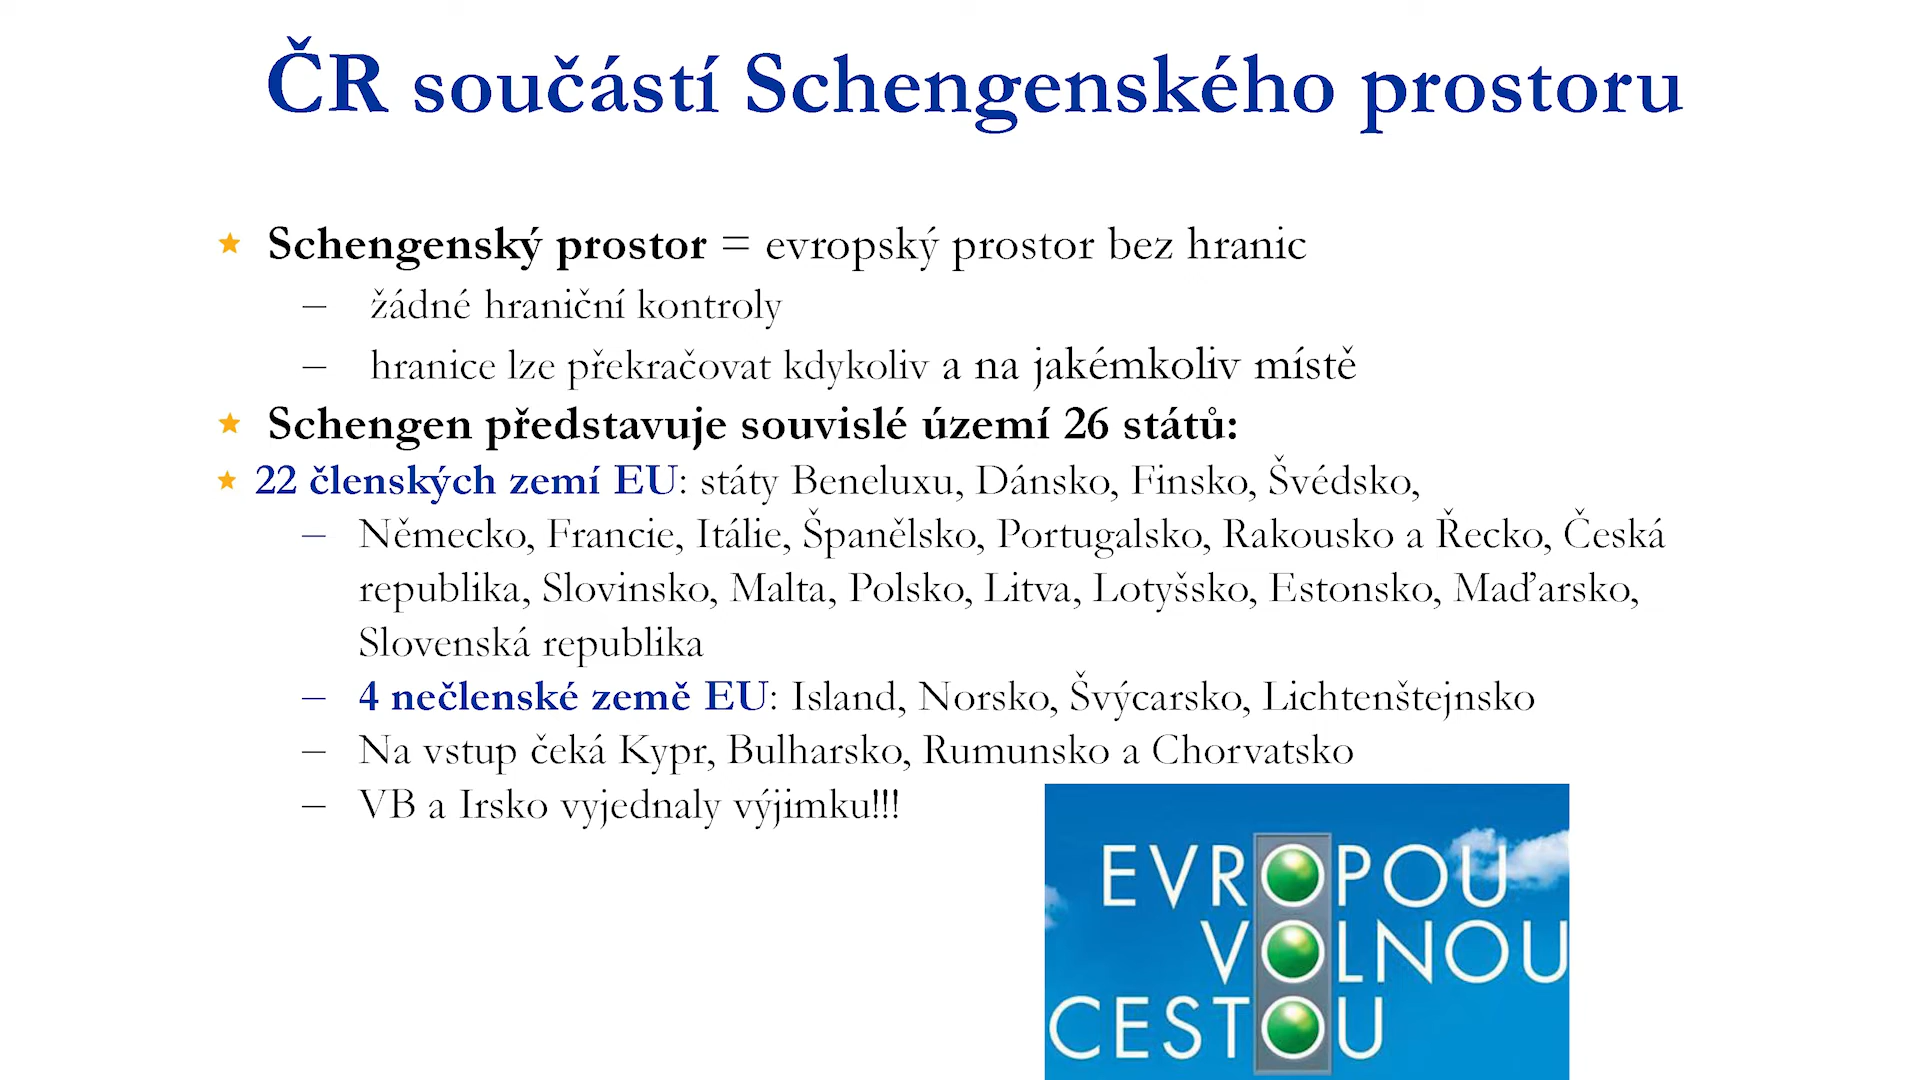 ČR součástí Schengenského prostoru
Schengenský prostor = evropský prostor bez hranic
– žádné hraniční kontroly
– hranice lze překračovat kdykoliv a na jakémkoliv místě
Schengen představuje souvislé území 26 států:
22 členských zemí EU: státy Beneluxu, Dánsko, Finsko, Švédsko,
– Německo, Francie, Itálie, Španělsko, Portugalsko, Rakousko a Řecko, Česká
republika, Slovinsko, Malta, Polsko, Litva, Lotyšsko, Estonsko, Maďarsko,
Slovenská republika
– 4 nečlenské země EU: Island, Norsko, Švýcarsko, Lichtenštejnsko
– Na vstup čeká Kypr, Bulharsko, Rumunsko a Chorvatsko
– VB a Irsko vyjednaly výjimku!!!
EVROPOU
VOLNOU
CESTOU